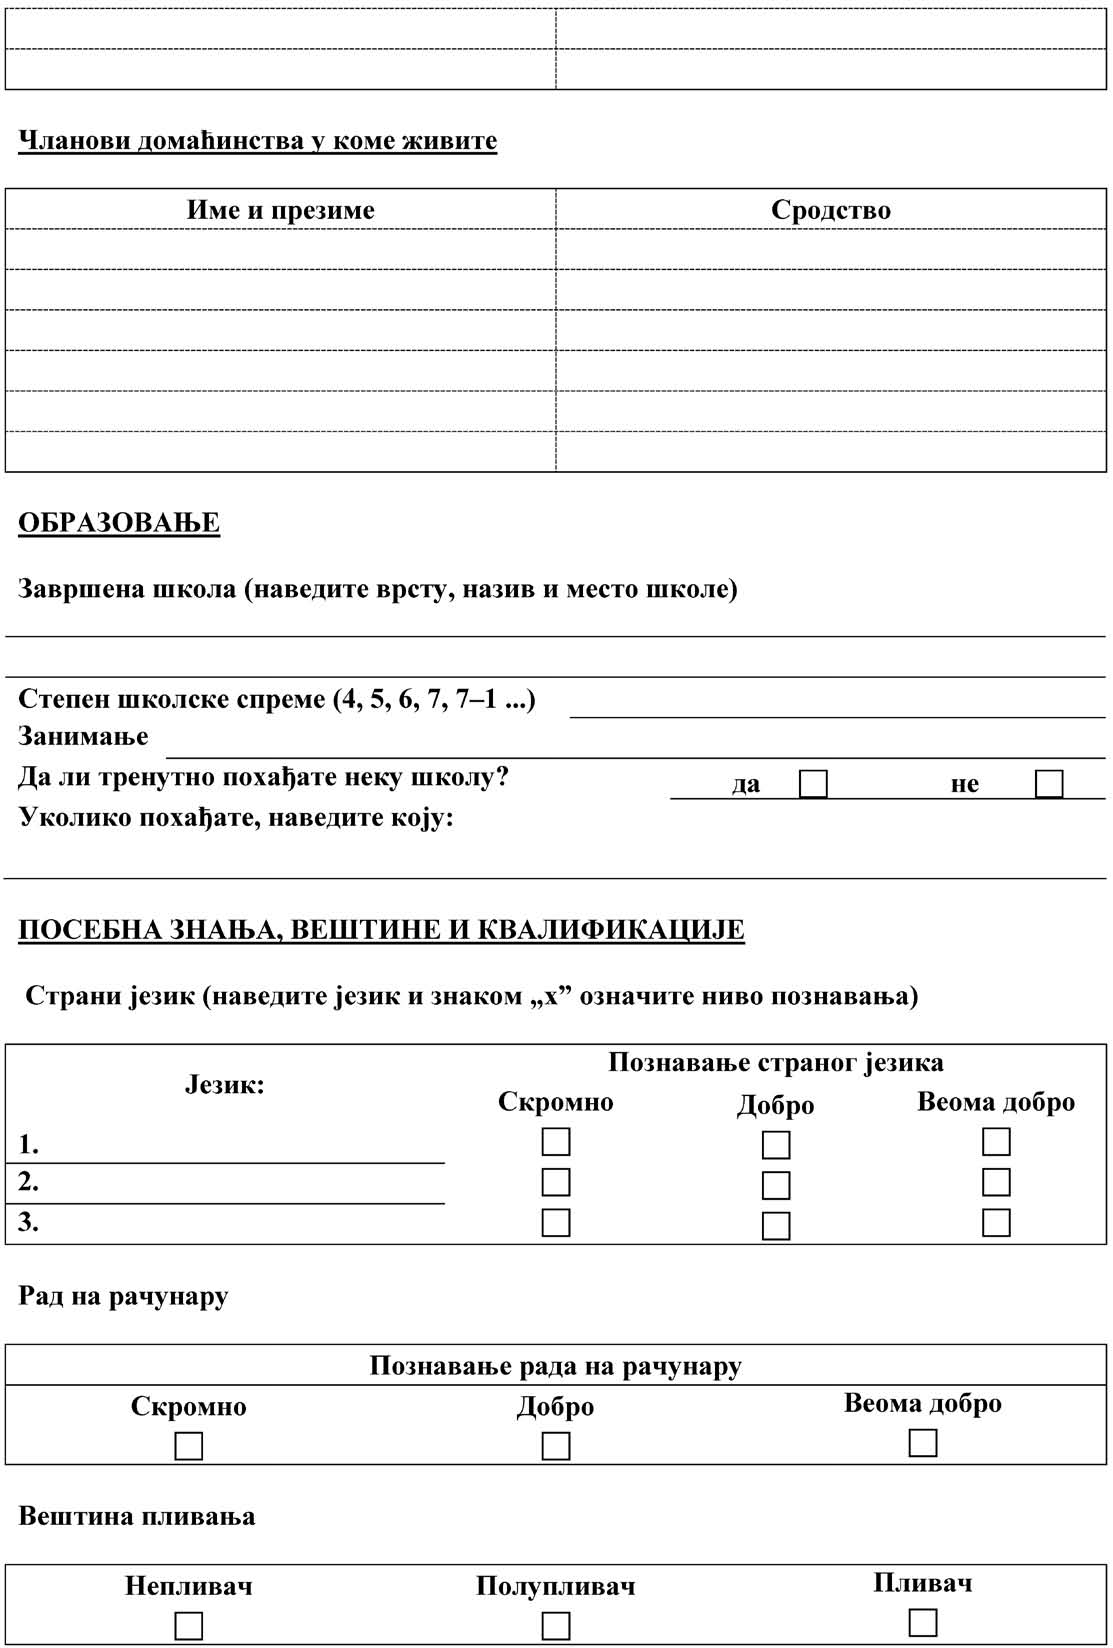 Чланови домаћинства у коме живите
Име и презиме Сродство
ОБРАЗОВАЊЕ
Завршена школа (наведите врсту, назив и место школе)
Степен школске спреме (4, 5, 6, 7, 7–1 ...)
Занимање
Да ли тренутно похађате неку школу? да не
Уколико похађате, наведите коју:
ПОСЕБНА ЗНАЊА, ВЕШТИНЕ И КВАЛИФИКАЦИЈЕ
Страни језик (наведите језик и знаком „x” означите ниво познавања)
Језик: Познавање страног језика
Скромно Добро Веома добро
1.
2.
3.
Рад на рачунару
Познавање рада на рачунару
Скромно Добро Веома добро
Вештина пливања
Непливач Полупливач Пливач